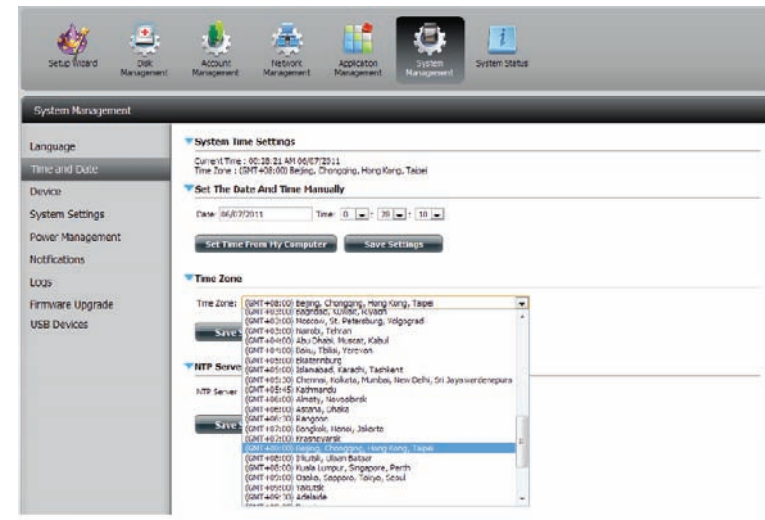 Setup Wizard
Disk Management
Account Management
Network Management
Application Management
System Management
System Status
System Management
Language
Time and Date
Device
System Settings
Power Management
Notifications
Logs
Firmware Upgrade
USB Devices
System Time Settings
Current Time : 00:28:21 AM 06/07/2011
Time Zone : (GMT+08:00) Beijing, Chongqing, Hong Kong, Taipei
Set The Date And Time Manually
Date: 06/07/2011 Time: 0 : 28 : 18
Set Time From My Computer Save Settings
Time Zone
Time Zone: (GMT+08:00) Beijing, Chongqing, Hong Kong, Taipei
(GMT+03:00) Baghdad, Kuwait, Riyadh
(GMT+03:00) Moscow, St. Petersburg, Volgograd
(GMT+03:00) Nairobi, Tehran
(GMT+04:00) Abu Dhabi, Muscat, Kabul
(GMT+04:00) Baku, Tbilisi, Yerevan
(GMT+05:00) Ekaterinburg
(GMT+05:00) Islamabad, Karachi, Tashkent
(GMT+05:30) Chennai, Kolkata, Mumbai, New Delhi, Sri Jayawardenepura
(GMT+05:45) Kathmandu
(GMT+06:00) Almaty, Novosibirsk
(GMT+06:00) Astana, Dhaka
(GMT+06:30) Rangoon
(GMT+07:00) Bangkok, Hanoi, Jakarta
(GMT+07:00) Krasnoyarsk
(GMT+08:00) Beijing, Chongqing, Hong Kong, Taipei
(GMT+08:00) Irkutsk, Ulaan Bataar
(GMT+08:00) Kuala Lumpur, Singapore, Perth
(GMT+09:00) Osaka, Sapporo, Tokyo, Seoul
(GMT+09:00) Yakutsk
(GMT+09:30) Adelaide
Save S
NTP Serve
NTP Server
Save S